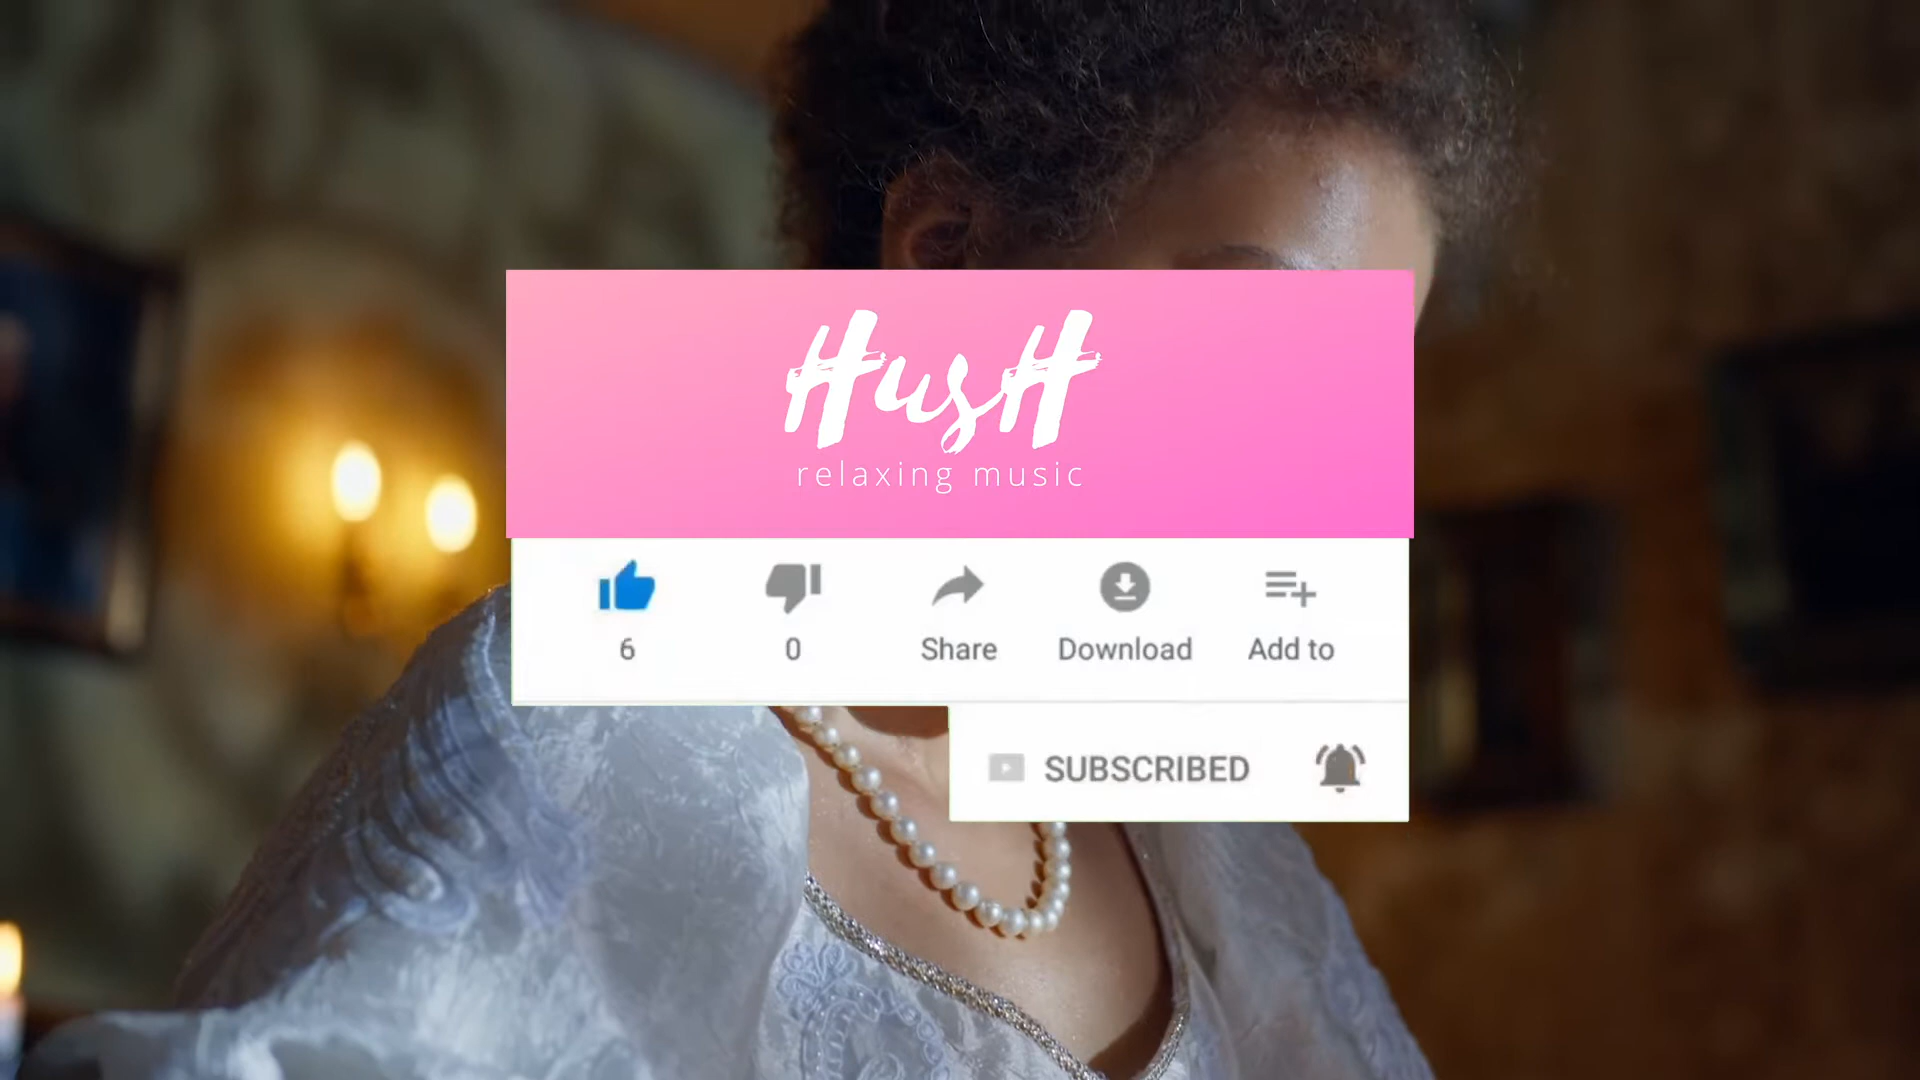 HusH
relaxing music
6
0
Share
Download
Add to
SUBSCRIBED